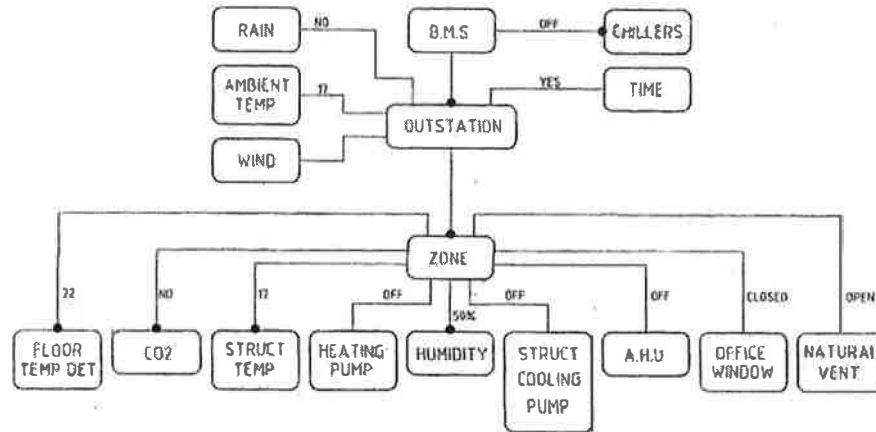 RAIN
NO
B.M.S
OFF
CHILLERS
AMBIENT
TEMP
17
YES
TIME
OUTSTATION
WIND
ZONE
22
NO
17
OFF
50%
OFF
OFF
CLOSED
OPEN
FLOOR
TEMP DET
CO2
STRUCT
TEMP
HEATING
PUMP
HUMIDITY
STRUCT
COOLING
PUMP
A.H.U
OFFICE
WINDOW
NATURAL
VENT